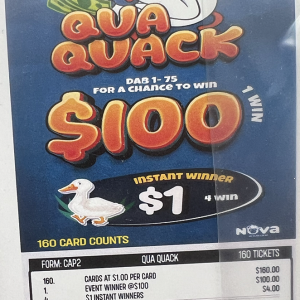 QUA
QUACK
DAB 1-75
FOR A CHANCE TO WIN
$100
1 WIN
INSTANT WINNER
$1
4 WIN
NOVA
160 CARD COUNTS
FORM: CAP2 QUA QUACK 160 TICKETS
160. CARDS AT $1.00 PER CARD $160.00
1. EVENT WINNER @$100 $100.00
4. $1 INSTANT WINNERS $4.00